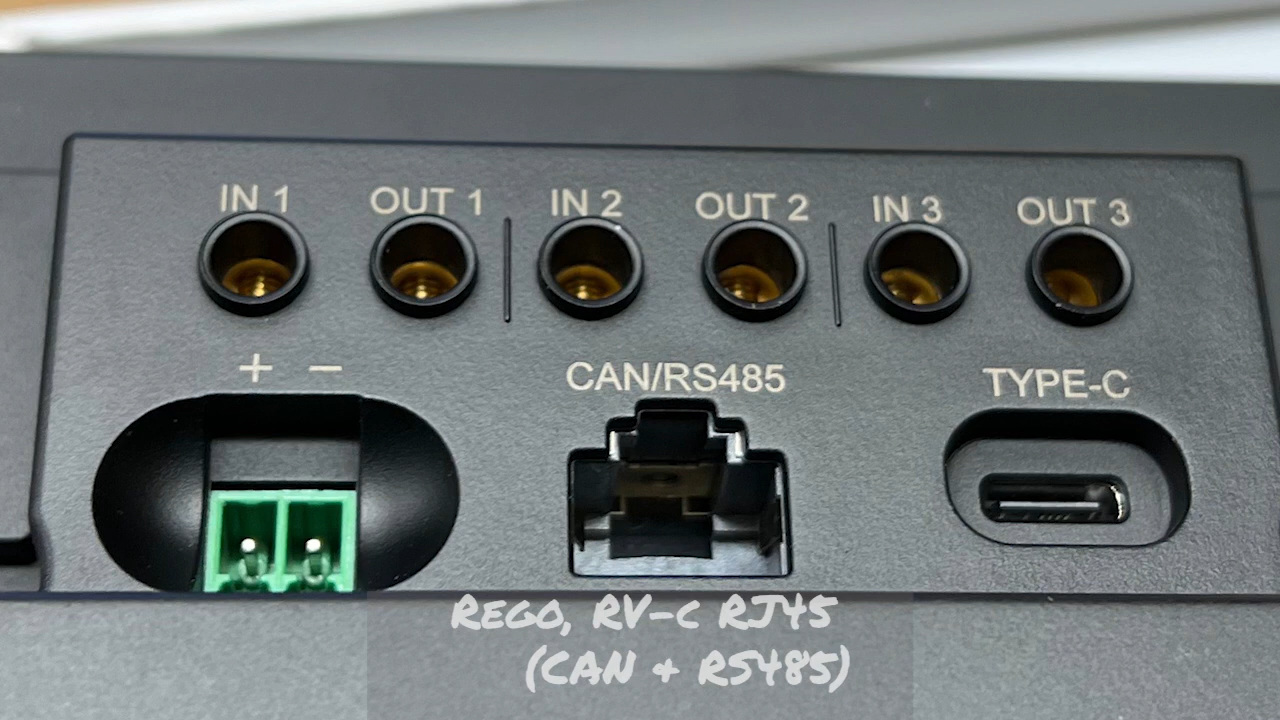 IN 1 OUT 1 IN 2 OUT 2 IN 3 OUT 3
+ − CAN/RS485 TYPE-C
REGO, RV-C RJ45
(CAN & RS485)